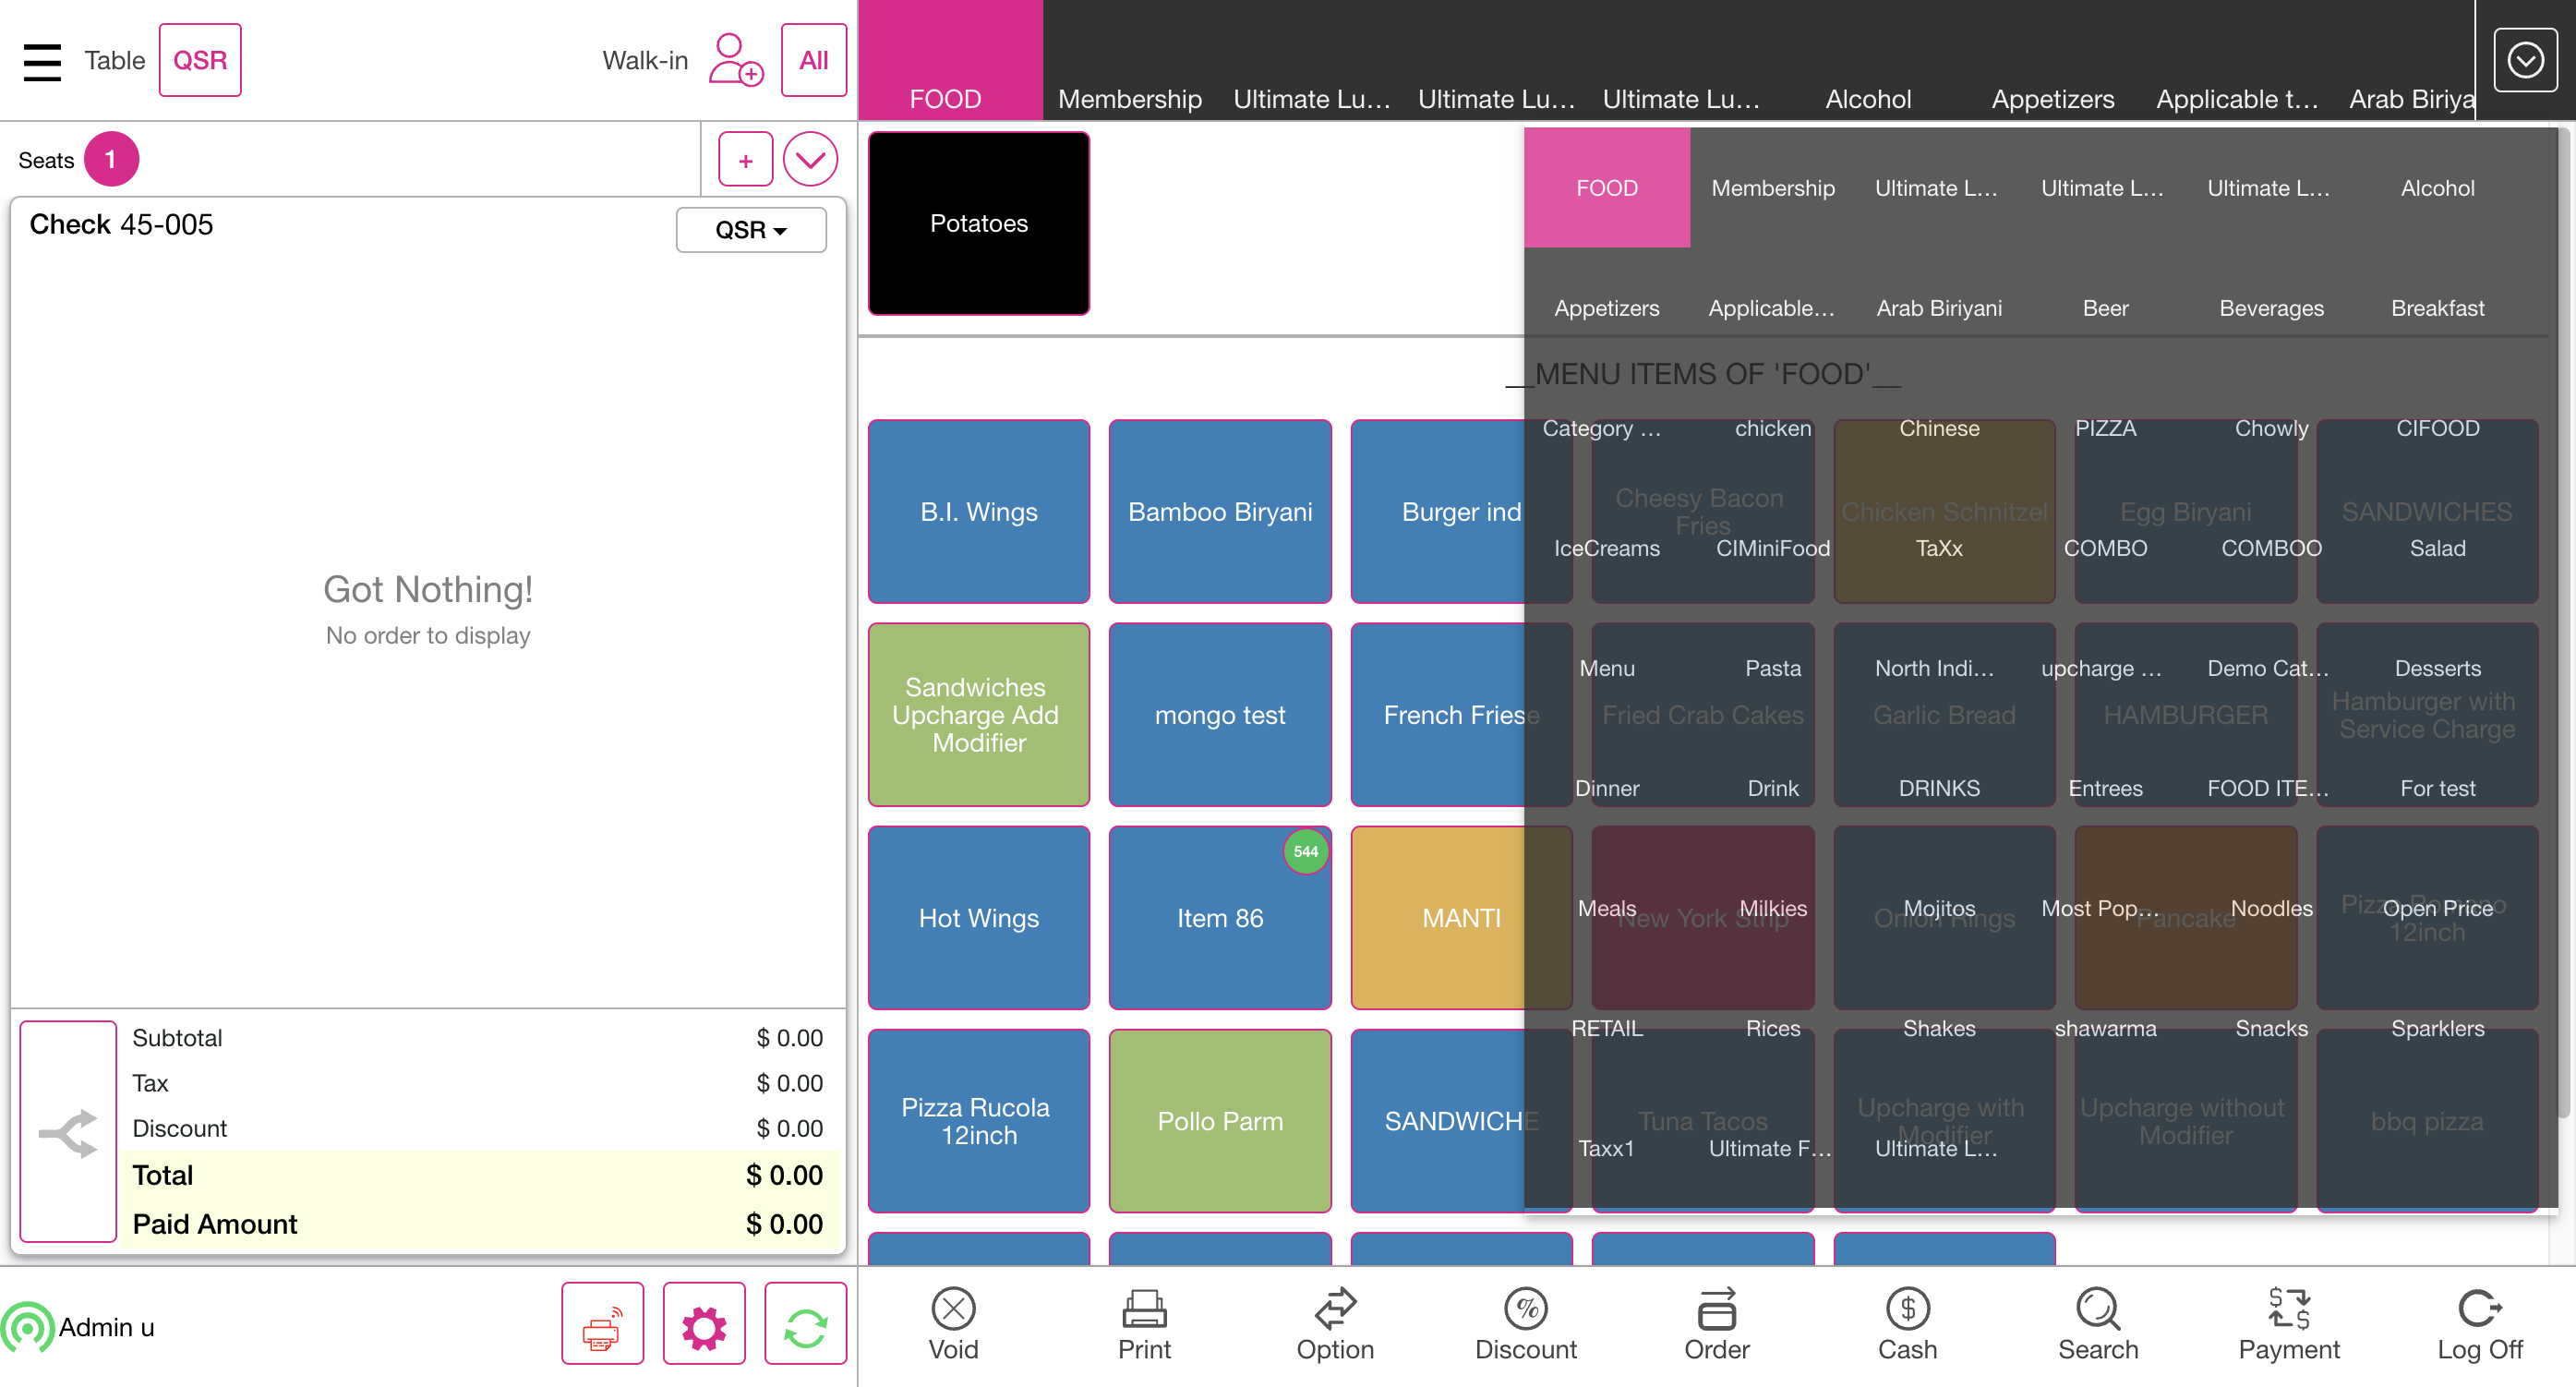 Table QSR
Walk-in All
FOOD Membership Ultimate Lu... Ultimate Lu... Ultimate Lu... Alcohol Appetizers Applicable t... Arab Biriya
Seats 1 +
Check 45-005
QSR
Got Nothing!
No order to display
Subtotal $ 0.00
Tax $ 0.00
Discount $ 0.00
Total $ 0.00
Paid Amount $ 0.00
Admin u
Potatoes
__MENU ITEMS OF 'FOOD'__
B.I. Wings
Bamboo Biryani
Burger ind
Cheesy Bacon
Fries
Chicken Schnitzel
Egg Biryani
SANDWICHES
Sandwiches
Upcharge Add
Modifier
mongo test
French Friese
Fried Crab Cakes
Garlic Bread
HAMBURGER
Hamburger with
Service Charge
Hot Wings
544
Item 86
MANTI
New York Strip
Onion Rings
Pancake
Pizza Romano
12inch
Pizza Rucola
12inch
Pollo Parm
SANDWICHE
Tuna Tacos
Upcharge with
Modifier
Upcharge without
Modifier
bbq pizza
FOOD Membership Ultimate L... Ultimate L... Ultimate L... Alcohol
Appetizers Applicable... Arab Biriyani Beer Beverages Breakfast
Category ... chicken Chinese PIZZA Chowly CIFOOD
IceCreams CIMiniFood TaXx COMBO COMBOO Salad
Menu Pasta North Indi... upcharge ... Demo Cat... Desserts
Dinner Drink DRINKS Entrees FOOD ITE... For test
Meals Milkies Mojitos Most Pop... Noodles Open Price
RETAIL Rices Shakes shawarma Snacks Sparklers
Taxx1 Ultimate F... Ultimate L...
Void Print Option Discount Order Cash Search Payment Log Off